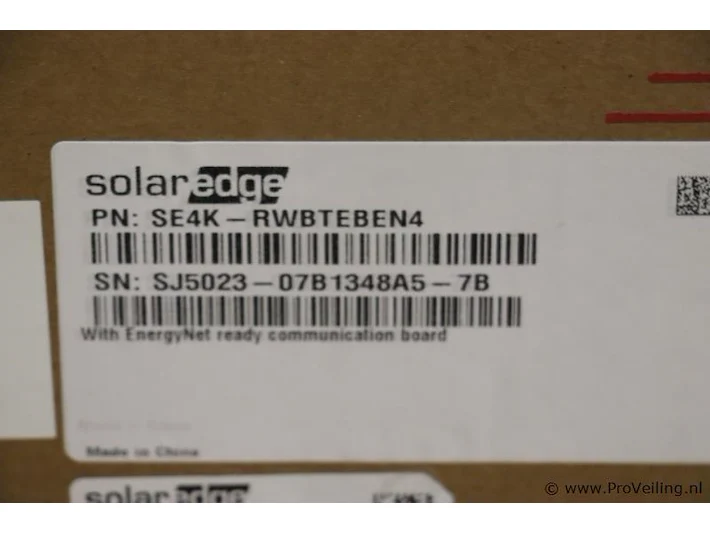 solaredge
PN: SE4K-RWBTEBEN4
SN: SJ5023-07B1348A5-7B
With EnergyNet ready communication board
Made in China
solaredge
© www.ProVeiling.nl